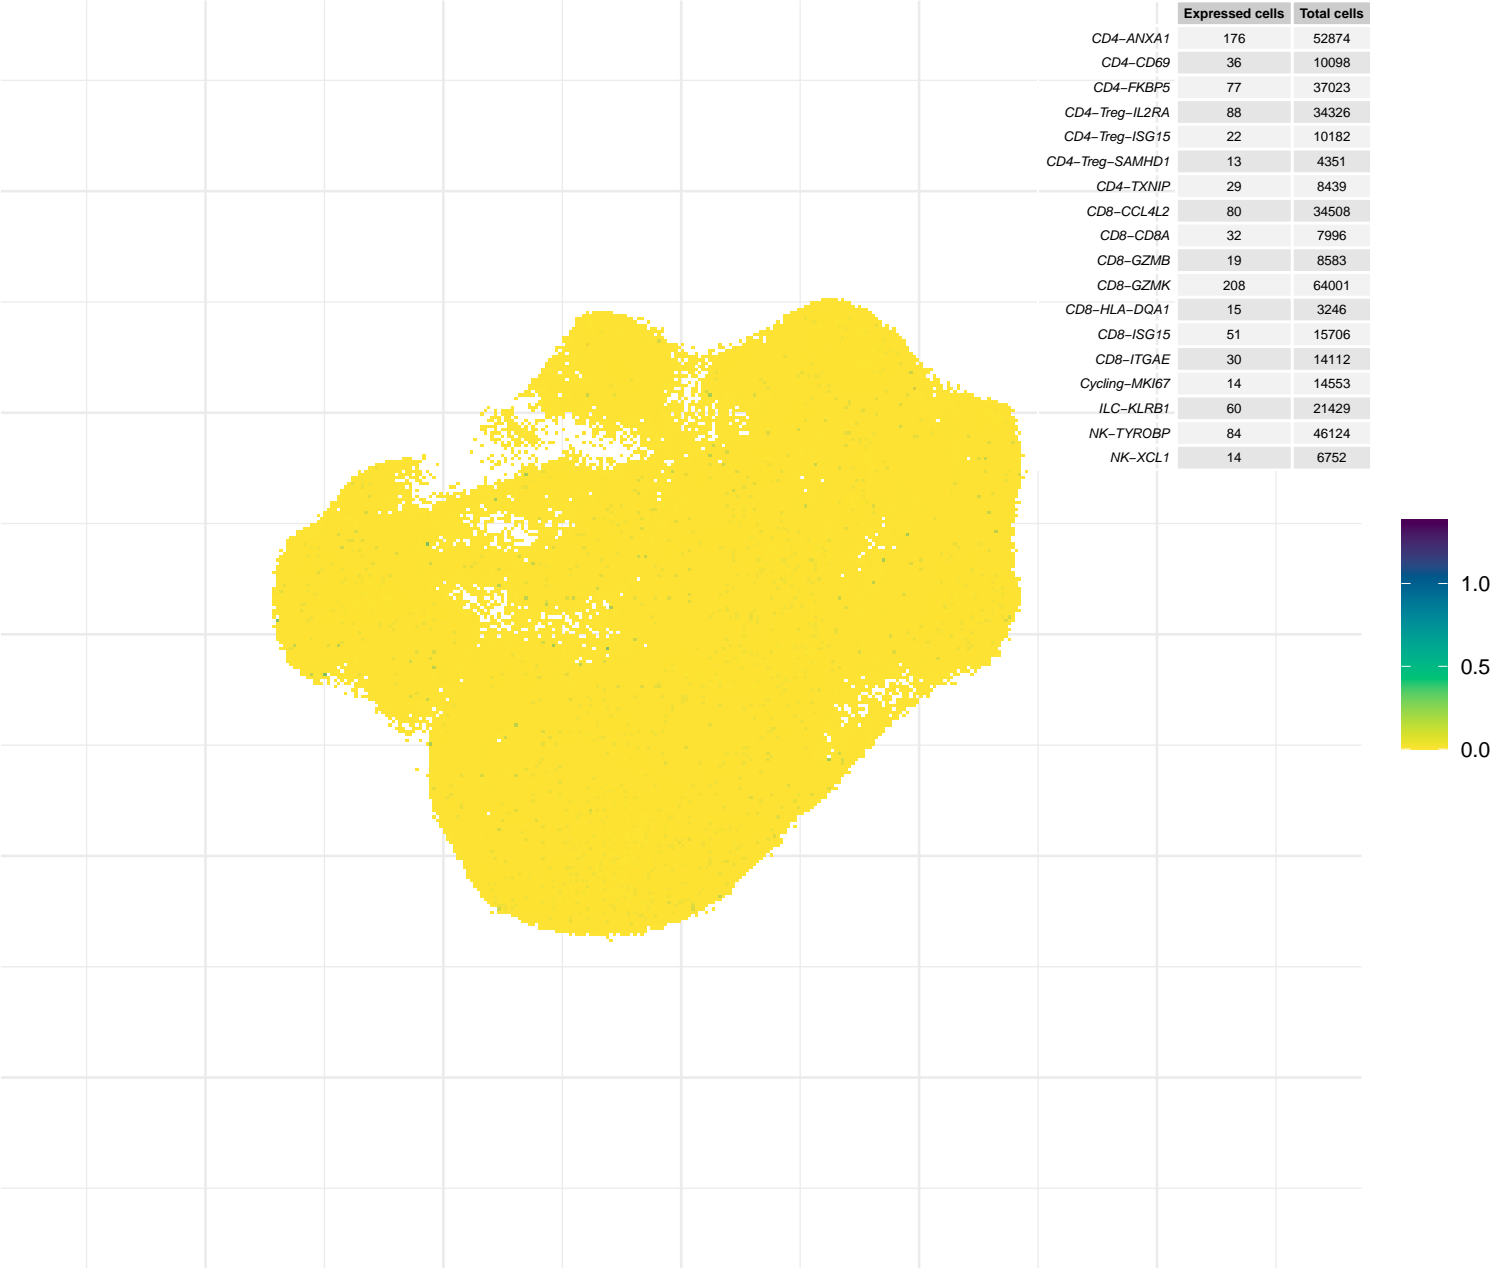 Expressed cells Total cells
CD4−ANXA1 176 52874
CD4−CD69 36 10098
CD4−FKBP5 77 37023
CD4−Treg−IL2RA 88 34326
CD4−Treg−ISG15 22 10182
CD4−Treg−SAMHD1 13 4351
CD4−TXNIP 29 8439
CD8−CCL4L2 80 34508
CD8−CD8A 32 7996
CD8−GZMB 19 8583
CD8−GZMK 208 64001
CD8−HLA−DQA1 15 3246
CD8−ISG15 51 15706
CD8−ITGAE 30 14112
Cycling−MKI67 14 14553
ILC−KLRB1 60 21429
NK−TYROBP 84 46124
NK−XCL1 14 6752
1.0
0.5
0.0